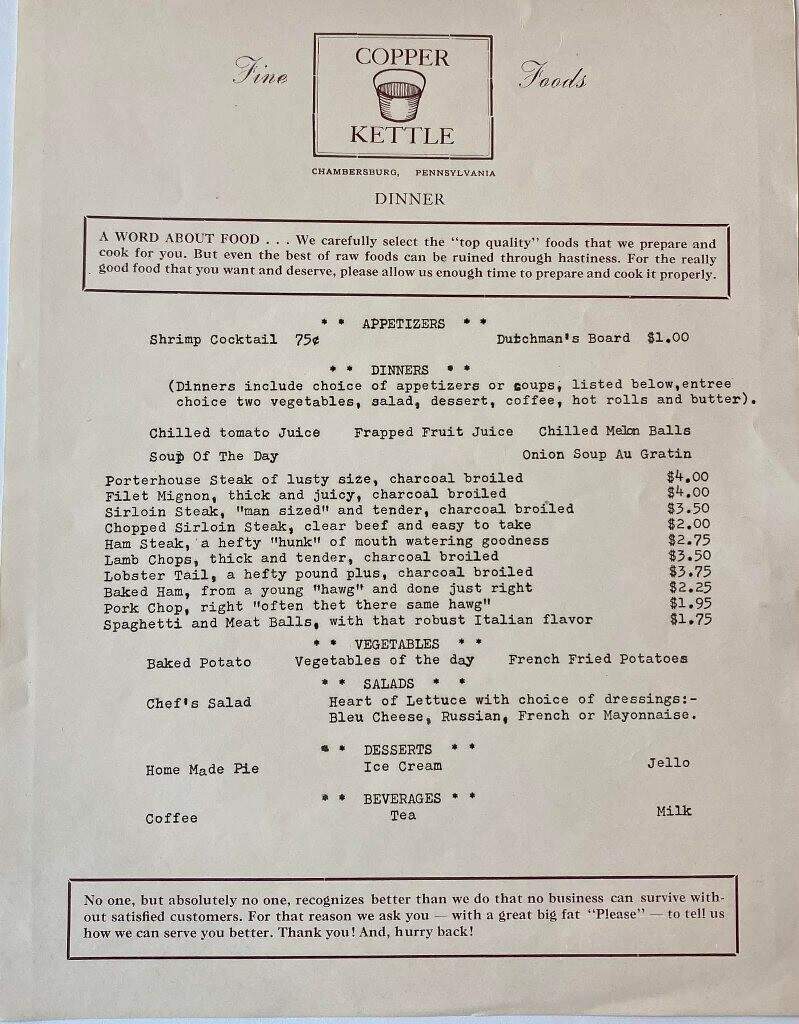 Fine
COPPER
KETTLE
Foods
CHAMBERSBURG, PENNSYLVANIA
DINNER
A WORD ABOUT FOOD . . . We carefully select the "top quality" foods that we prepare and
cook for you. But even the best of raw foods can be ruined through hastiness. For the really
good food that you want and deserve, please allow us enough time to prepare and cook it properly.
* * APPETIZERS * *
Shrimp Cocktail 75¢ Dutchman's Board $1.00
* * DINNERS * *
(Dinners include choice of appetizers or soups, listed below,entree
choice two vegetables, salad, dessert, coffee, hot rolls and butter).
Chilled tomato Juice Frapped Fruit Juice Chilled Melon Balls
Soup Of The Day Onion Soup Au Gratin
Porterhouse Steak of lusty size, charcoal broiled $4.00
Filet Mignon, thick and juicy, charcoal broiled $4.00
Sirloin Steak, "man sized" and tender, charcoal broiled $3.50
Chopped Sirloin Steak, clear beef and easy to take $2.00
Ham Steak, a hefty "hunk" of mouth watering goodness $2.75
Lamb Chops, thick and tender, charcoal broiled $3.50
Lobster Tail, a hefty pound plus, charcoal broiled $3.75
Baked Ham, from a young "hawg" and done just right $2.25
Pork Chop, right "often thet there same hawg" $1.95
Spaghetti and Meat Balls, with that robust Italian flavor $1.75
* * VEGETABLES * *
Baked Potato Vegetables of the day French Fried Potatoes
* * SALADS * *
Chef's Salad Heart of Lettuce with choice of dressings:-
Bleu Cheese, Russian, French or Mayonnaise.
* * DESSERTS * *
Home Made Pie Ice Cream Jello
* * BEVERAGES * *
Coffee Tea Milk
No one, but absolutely no one, recognizes better than we do that no business can survive with-
out satisfied customers. For that reason we ask you — with a great big fat "Please" — to tell us
how we can serve you better. Thank you! And, hurry back!